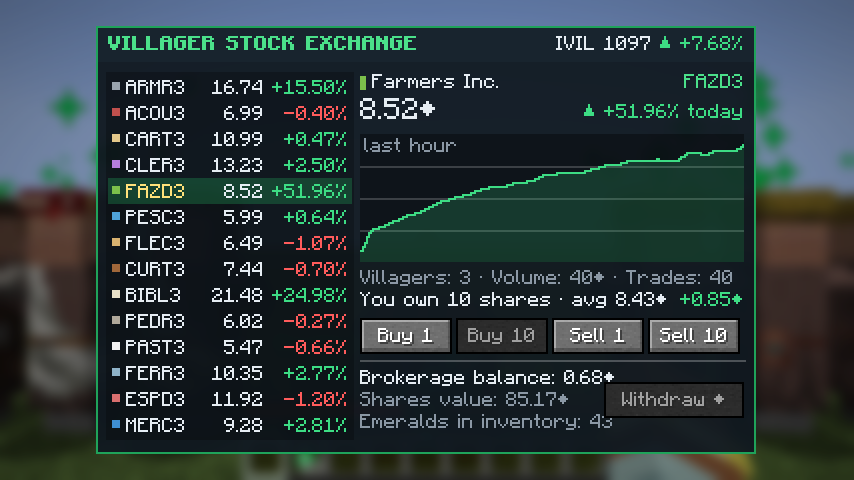 VILLAGER STOCK EXCHANGE
IVIL 1097 ▲ +7.68%
ARMR3 16.74 +15.50%
ACOU3 6.99 -0.40%
CART3 10.99 +0.47%
CLER3 13.23 +2.50%
FAZD3 8.52 +51.96%
PESC3 5.99 +0.64%
FLEC3 6.49 -1.07%
CURT3 7.44 -0.70%
BIBL3 21.48 +24.98%
PEDR3 6.02 -0.27%
PAST3 5.47 -0.66%
FERR3 10.35 +2.77%
ESPD3 11.92 -1.20%
MERC3 9.28 +2.81%
Farmers Inc. FAZD3
8.52♦ ▲ +51.96% today
last hour
Villagers: 3 · Volume: 40♦ · Trades: 40
You own 10 shares · avg 8.43♦ +0.85♦
Buy 1 Buy 10 Sell 1 Sell 10
Brokerage balance: 0.68♦
Shares value: 85.17♦
Withdraw ♦
Emeralds in inventory: 43